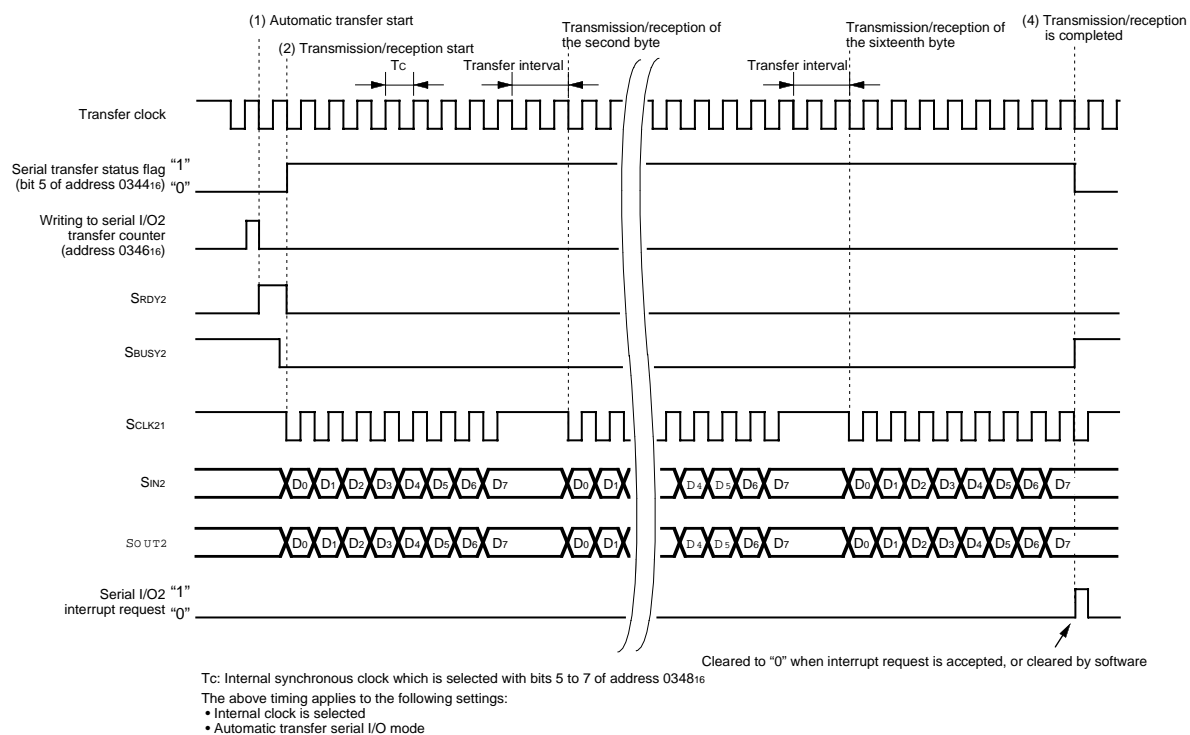 (1) Automatic transfer start
(2) Transmission/reception start
Transmission/reception of
the second byte
Transmission/reception of
the sixteenth byte
(4) Transmission/reception
is completed
Tc
Transfer interval
Transfer interval
Transfer clock
Serial transfer status flag “1”
(bit 5 of address 034416) “0”
Writing to serial I/O2
transfer counter
(address 034616)
SRDY2
SBUSY2
SCLK21
SIN2 D0 D1 D2 D3 D4 D5 D6 D7 D0 D1 D4 D5 D6 D7 D0 D1 D2 D3 D4 D5 D6 D7
SOUT2 D0 D1 D2 D3 D4 D5 D6 D7 D0 D1 D4 D5 D6 D7 D0 D1 D2 D3 D4 D5 D6 D7
Serial I/O2 “1”
interrupt request “0”
Cleared to “0” when interrupt request is accepted, or cleared by software
Tc: Internal synchronous clock which is selected with bits 5 to 7 of address 034816
The above timing applies to the following settings:
• Internal clock is selected
• Automatic transfer serial I/O mode